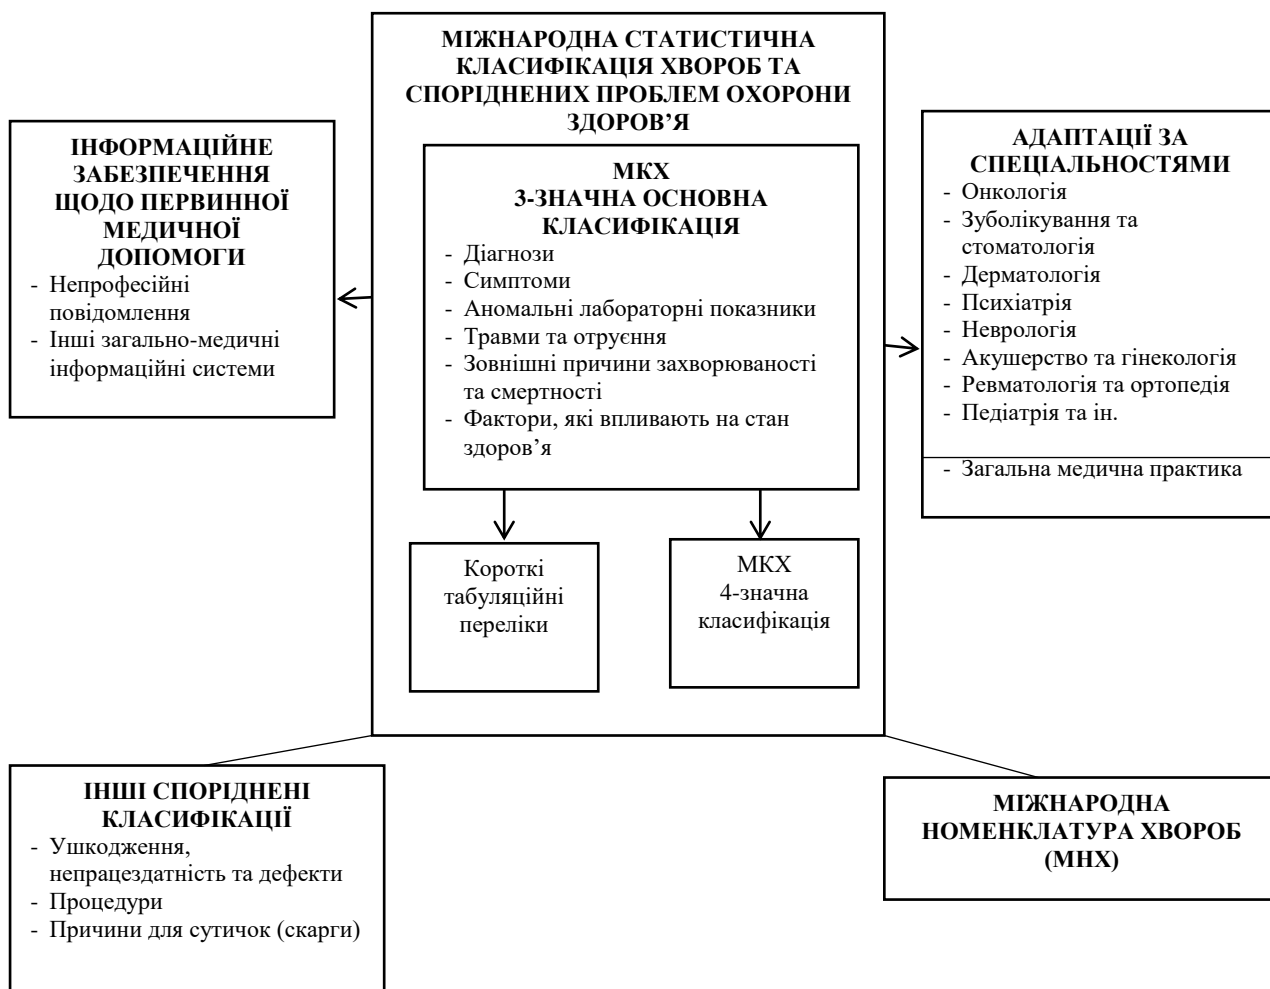 МІЖНАРОДНА СТАТИСТИЧНА
КЛАСИФІКАЦІЯ ХВОРОБ ТА
СПОРІДНЕНИХ ПРОБЛЕМ ОХОРОНИ
ЗДОРОВ’Я
ІНФОРМАЦІЙНЕ
ЗАБЕЗПЕЧЕННЯ
ЩОДО ПЕРВИННОЇ
МЕДИЧНОЇ
ДОПОМОГИ
- Непрофесійні
повідомлення
- Інші загально-медичні
інформаційні системи
МКХ
3-ЗНАЧНА ОСНОВНА
КЛАСИФІКАЦІЯ
- Діагнози
- Симптоми
- Аномальні лабораторні показники
- Травми та отруєння
- Зовнішні причини захворюваності
та смертності
- Фактори, які впливають на стан
здоров’я
АДАПТАЦІЇ ЗА
СПЕЦІАЛЬНОСТЯМИ
- Онкологія
- Зуболікування та
стоматологія
- Дерматологія
- Психіатрія
- Неврологія
- Акушерство та гінекологія
- Ревматологія та ортопедія
- Педіатрія та ін.
- Загальна медична практика
Короткі
табуляційні
переліки
МКХ
4-значна
класифікація
ІНШІ СПОРІДНЕНІ
КЛАСИФІКАЦІЇ
- Ушкодження,
непрацездатність та дефекти
- Процедури
- Причини для сутичок (скарги)
МІЖНАРОДНА
НОМЕНКЛАТУРА ХВОРОБ
(МНХ)